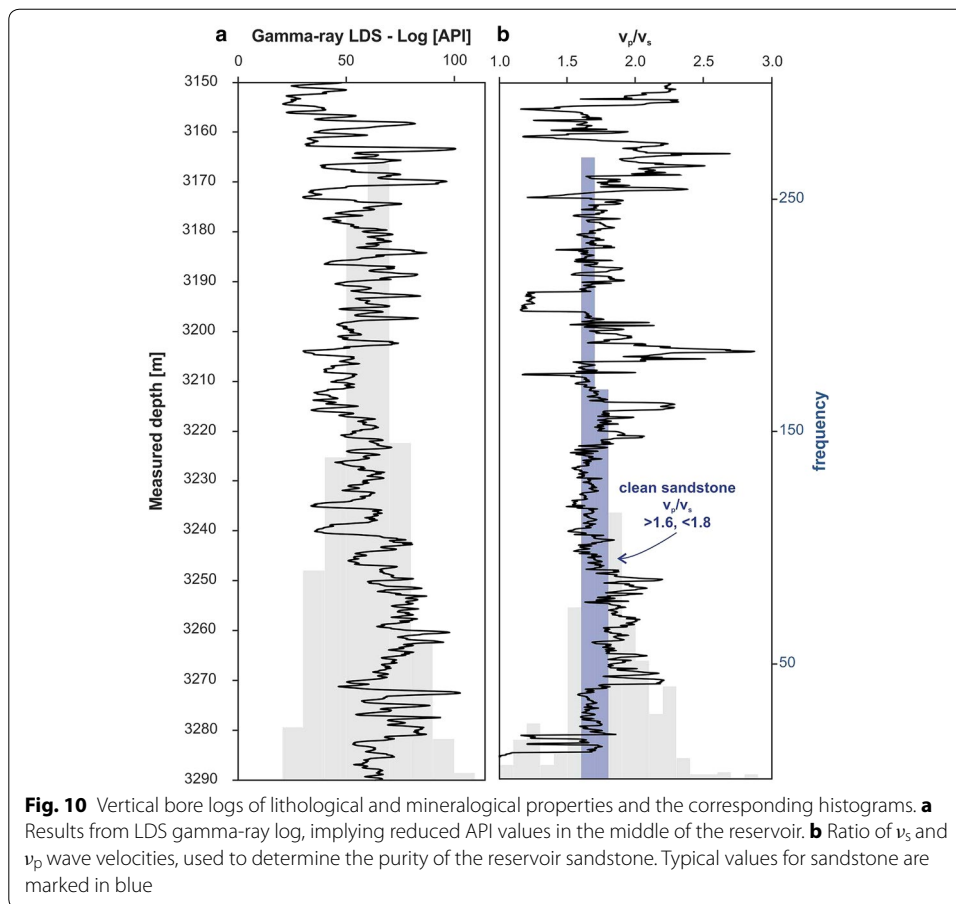 a Gamma-ray LDS - Log [API]
0 50 100
b vp/vs
1.0 1.5 2.0 2.5 3.0
Measured depth [m]
3150
3160
3170
3180
3190
3200
3210
3220
3230
3240
3250
3260
3270
3280
3290
clean sandstone
vp/vs
>1.6, <1.8
250
150
50
frequency
Fig. 10 Vertical bore logs of lithological and mineralogical properties and the corresponding histograms. a
Results from LDS gamma-ray log, implying reduced API values in the middle of the reservoir. b Ratio of νs and
νp wave velocities, used to determine the purity of the reservoir sandstone. Typical values for sandstone are
marked in blue